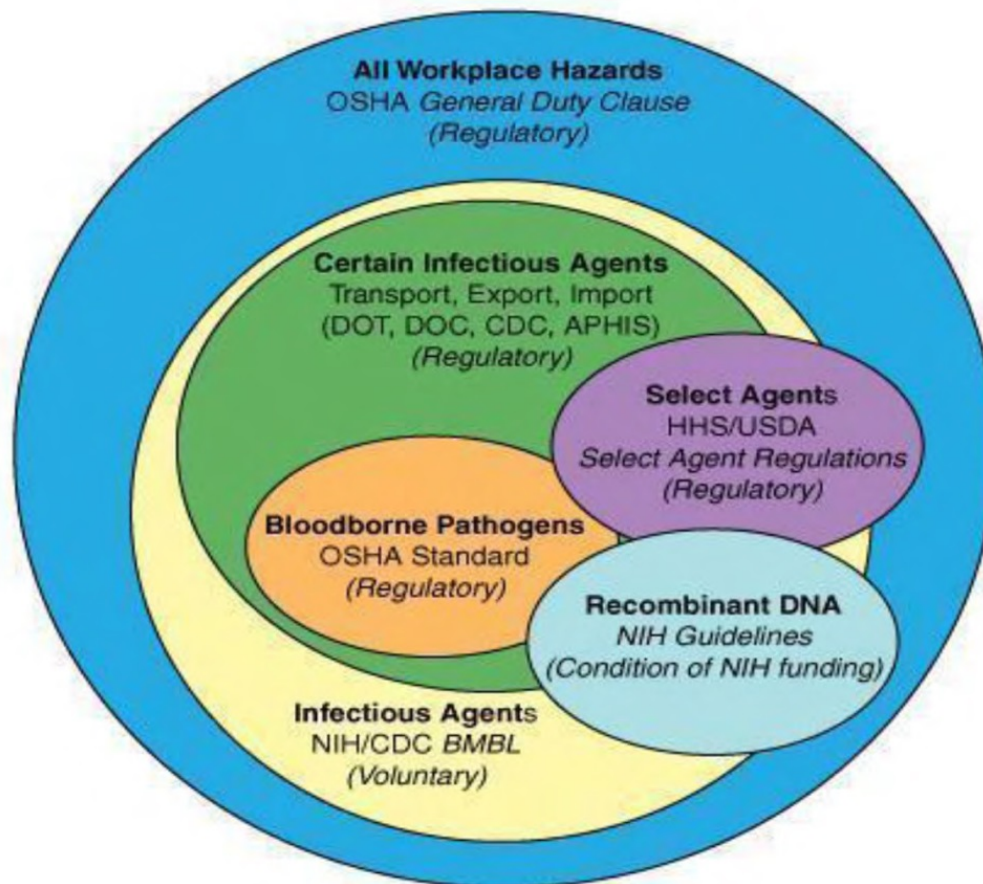 All Workplace Hazards
OSHA General Duty Clause
(Regulatory)
Certain Infectious Agents
Transport, Export, Import
(DOT, DOC, CDC, APHIS)
(Regulatory)
Select Agents
HHS/USDA
Select Agent Regulations
(Regulatory)
Bloodborne Pathogens
OSHA Standard
(Regulatory)
Recombinant DNA
NIH Guidelines
(Condition of NIH funding)
Infectious Agents
NIH/CDC BMBL
(Voluntary)